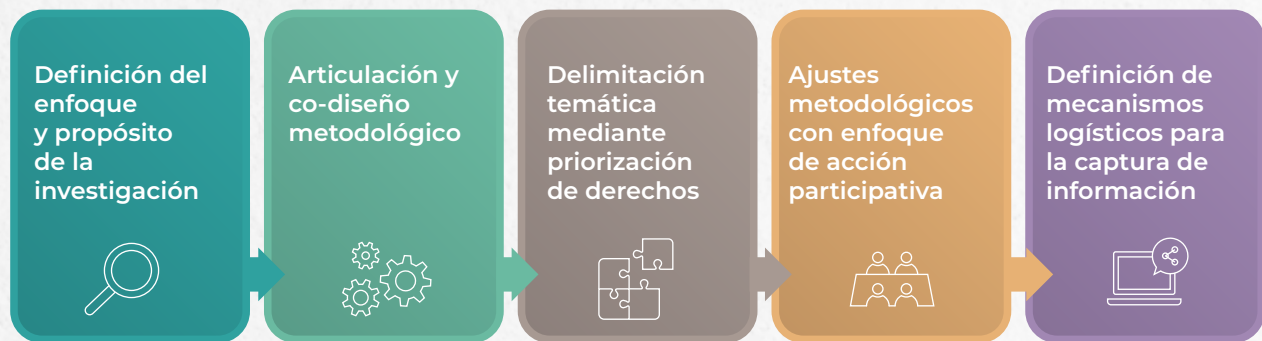 Definición del
enfoque
y propósito
de la
investigación
Articulación y
co-diseño
metodológico
Delimitación
temática
mediante
priorización
de derechos
Ajustes
metodológicos
con enfoque
de acción
participativa
Definición de
mecanismos
logísticos para
la captura de
información